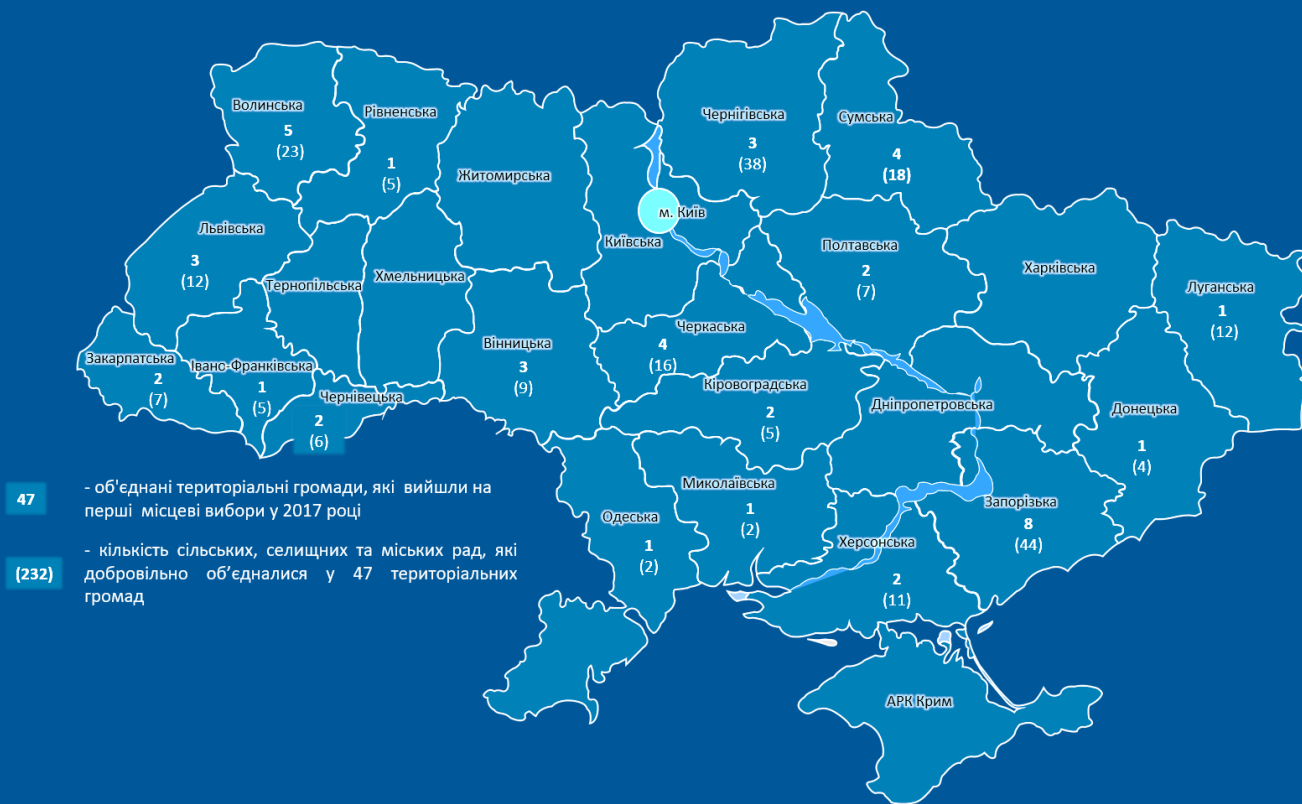 Волинська
5
(23)
Рівненська
1
(5)
Житомирська
Чернігівська
3
(38)
Сумська
4
(18)
м. Київ
Київська
Львівська
3
(12)
Тернопільська
Хмельницька
Полтавська
2
(7)
Харківська
Луганська
1
(12)
Закарпатська
2
(7)
Івано-Франківська
1
(5)
Чернівецька
2
(6)
Вінницька
3
(9)
Черкаська
4
(16)
Кіровоградська
2
(5)
Дніпропетровська
Донецька
1
(4)
Одеська
1
(2)
Миколаївська
1
(2)
Запорізька
8
(44)
Херсонська
2
(11)
АРК Крим
47
- об'єднані територіальні громади, які вийшли на
перші місцеві вибори у 2017 році
(232)
- кількість сільських, селищних та міських рад, які
добровільно об’єдналися у 47 територіальних
громад